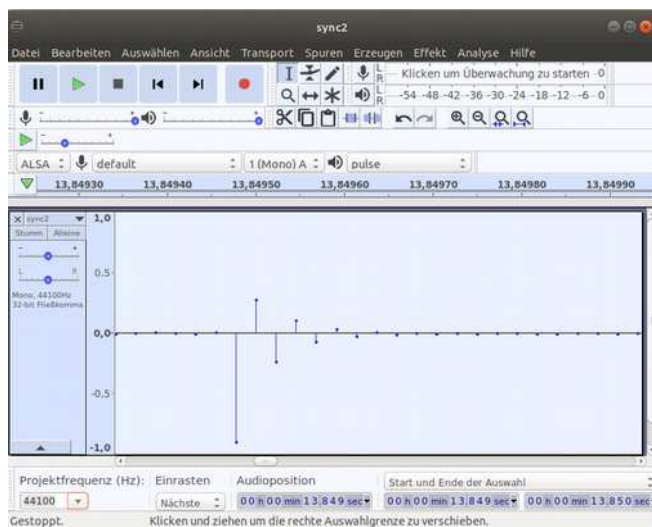 sync2
Datei Bearbeiten Auswählen Ansicht Transport Spuren Erzeugen Effekt Analyse Hilfe
L R Klicken um Überwachung zu starten -0
L R -54 -48 -42 -36 -30 -24 -18 -12 -6 0
ALSA default 1 (Mono) A pulse
13,84930 13,84940 13,84950 13,84960 13,84970 13,84980 13,84990
sync2 1,0
Stumm Alleine
- +
L R
0,5-
Mono, 44100Hz
32-bit Fließkomma
0,0
-0,5-
-1,0
Projektfrequenz (Hz): Einrasten Audioposition Start und Ende der Auswahl
44100 Nächste 00 h 00 min 13.849 sec 00 h 00 min 13.849 sec 00 h 00 min 13.850 sec
Gestoppt. Klicken und ziehen um die rechte Auswahlgrenze zu verschieben.